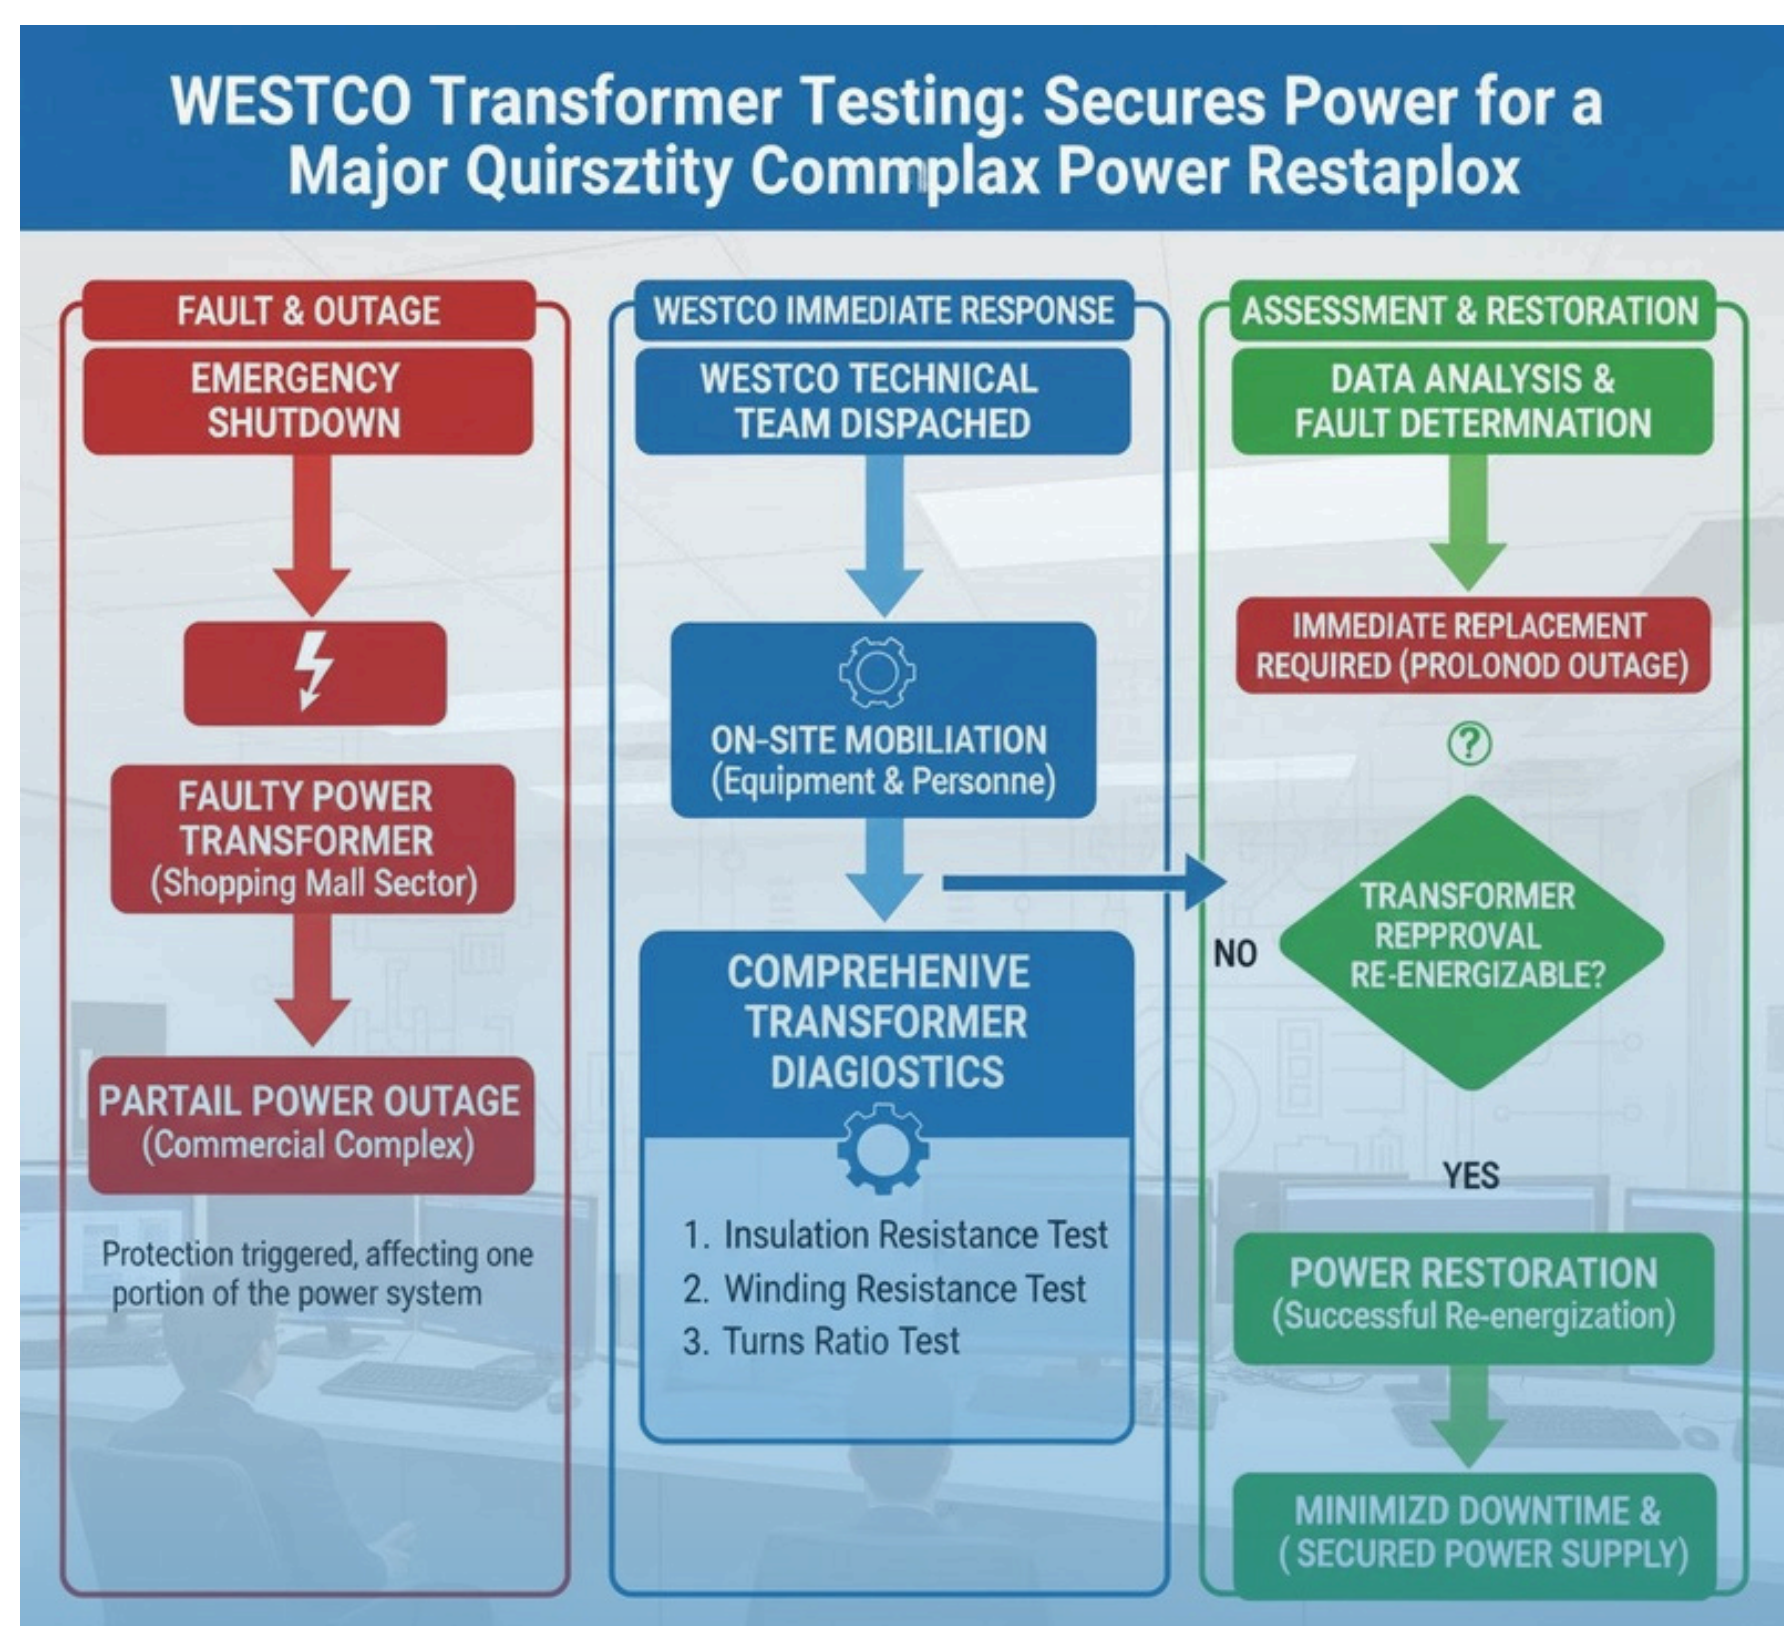 WESTCO Transformer Testing: Secures Power for a
Major Quirsztity Commplax Power Restaplox
FAULT & OUTAGE
EMERGENCY
SHUTDOWN
FAULTY POWER
TRANSFORMER
(Shopping Mall Sector)
PARTAIL POWER OUTAGE
(Commercial Complex)
Protection triggered, affecting one
portion of the power system
WESTCO IMMEDIATE RESPONSE
WESTCO TECHNICAL
TEAM DISPACHED
ON-SITE MOBILIATION
(Equipment & Personne)
COMPREHENIVE
TRANSFORMER
DIAGIOSTICS
1. Insulation Resistance Test
2. Winding Resistance Test
3. Turns Ratio Test
ASSESSMENT & RESTORATION
DATA ANALYSIS &
FAULT DETERMNATION
IMMEDIATE REPLACEMENT
REQUIRED (PROLONOD OUTAGE)
?
TRANSFORMER
REPPROVAL
RE-ENERGIZABLE?
NO
YES
POWER RESTORATION
(Successful Re-energization)
MINIMIZD DOWNTIME &
( SECURED POWER SUPPLY)